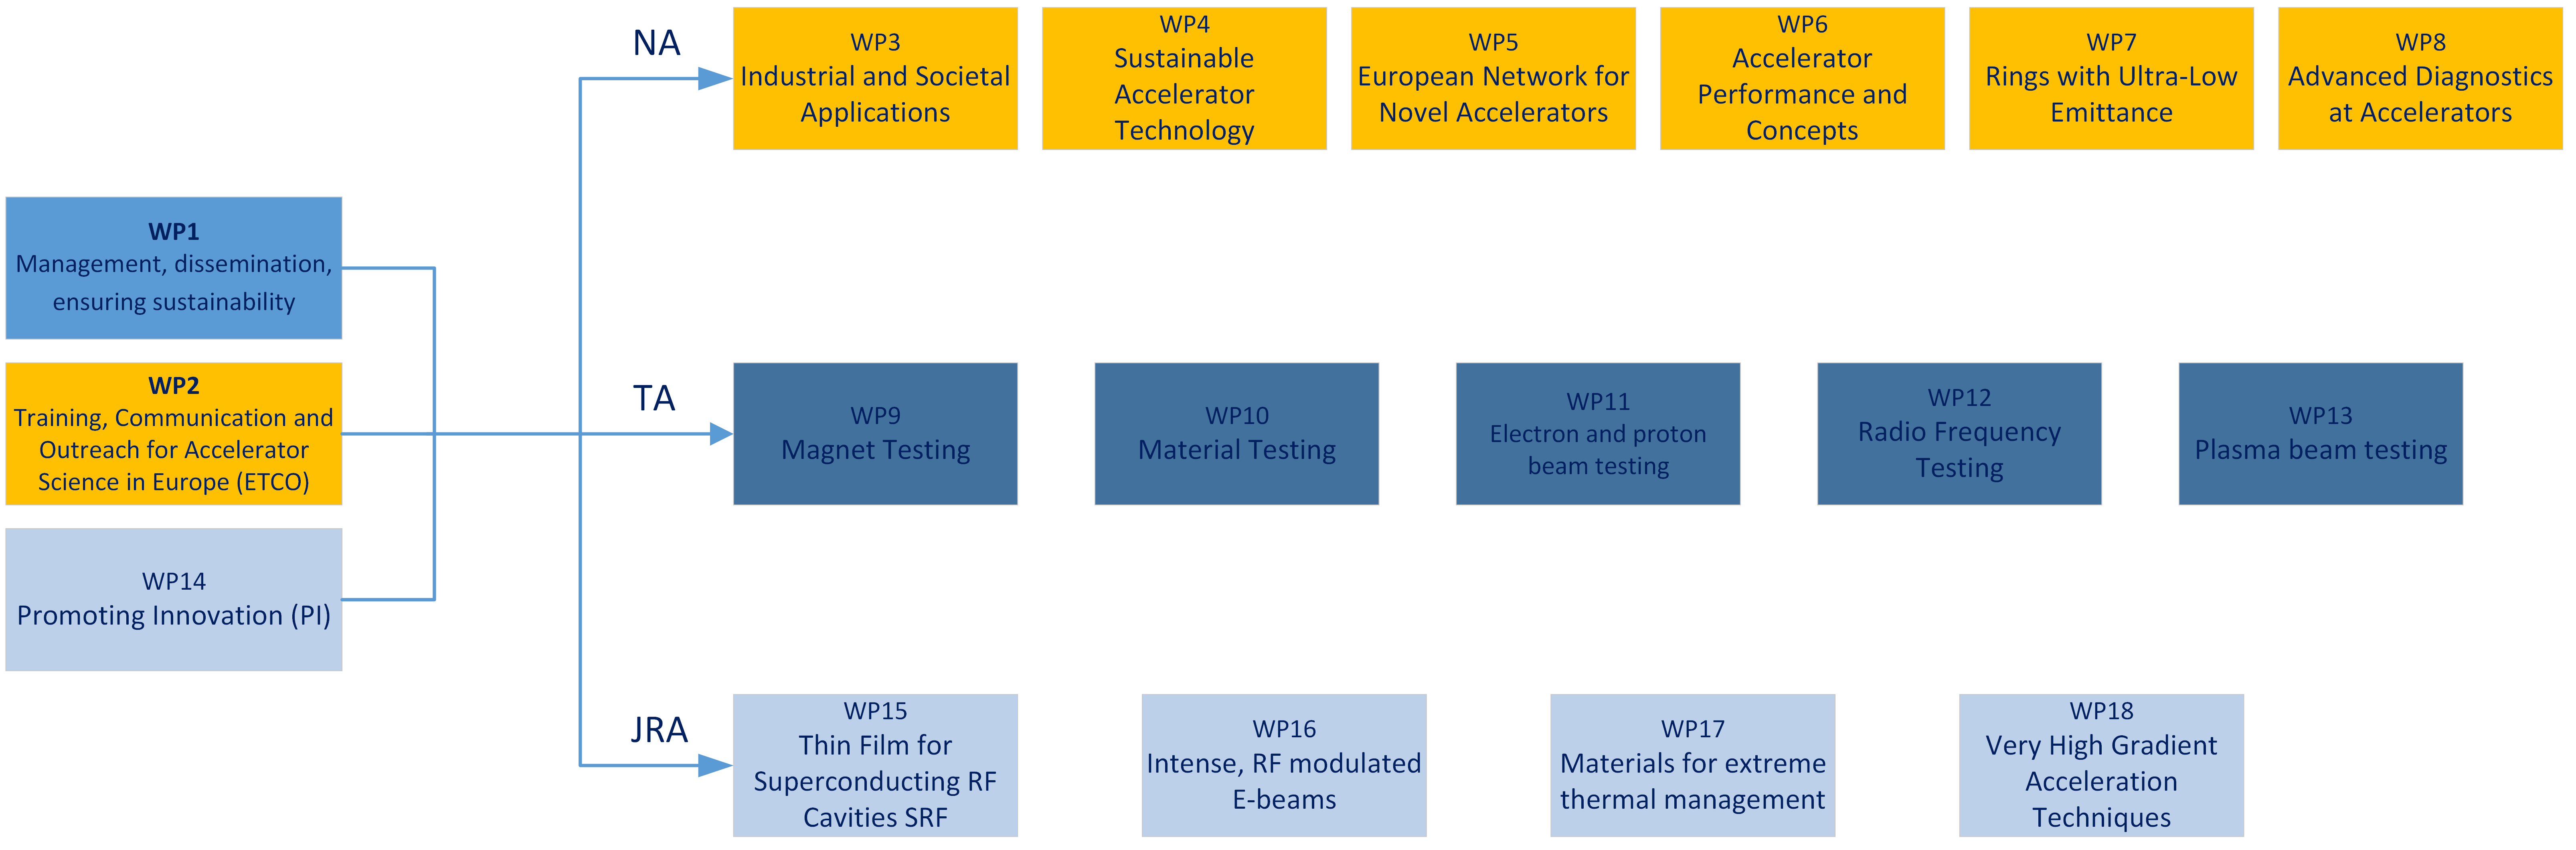 NA
WP3
Industrial and Societal
Applications
WP4
Sustainable
Accelerator
Technology
WP5
European Network for
Novel Accelerators
WP6
Accelerator
Performance and
Concepts
WP7
Rings with Ultra-Low
Emittance
WP8
Advanced Diagnostics
at Accelerators
WP1
Management, dissemination,
ensuring sustainability
WP2
Training, Communication and
Outreach for Accelerator
Science in Europe (ETCO)
WP14
Promoting Innovation (PI)
TA
WP9
Magnet Testing
WP10
Material Testing
WP11
Electron and proton
beam testing
WP12
Radio Frequency
Testing
WP13
Plasma beam testing
JRA
WP15
Thin Film for
Superconducting RF
Cavities SRF
WP16
Intense, RF modulated
E-beams
WP17
Materials for extreme
thermal management
WP18
Very High Gradient
Acceleration
Techniques